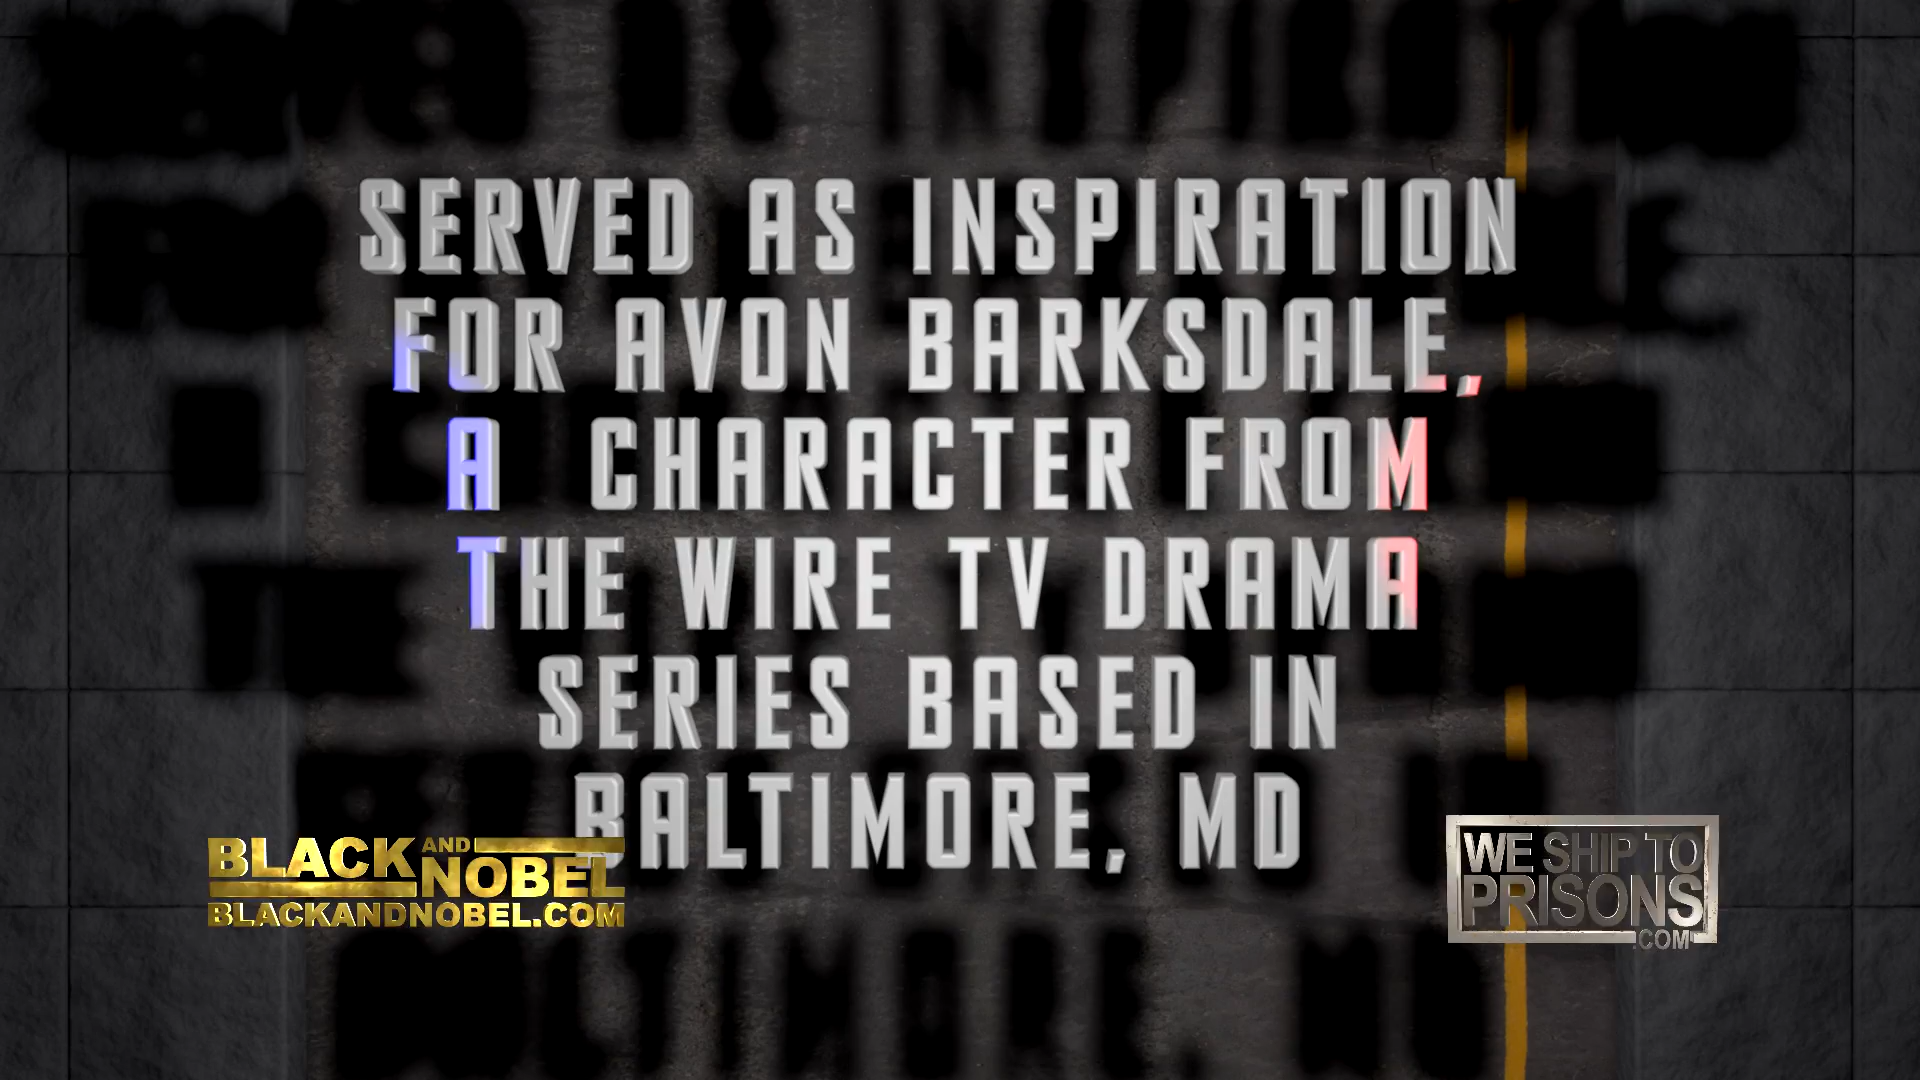 SERVED AS INSPIRATION
FOR AVON BARKSDALE,
A CHARACTER FROM
THE WIRE TV DRAMA
SERIES BASED IN
BALTIMORE, MD
BLACK AND NOBEL
BLACKANDNOBEL.COM
WE SHIP TO
PRISONS
.COM